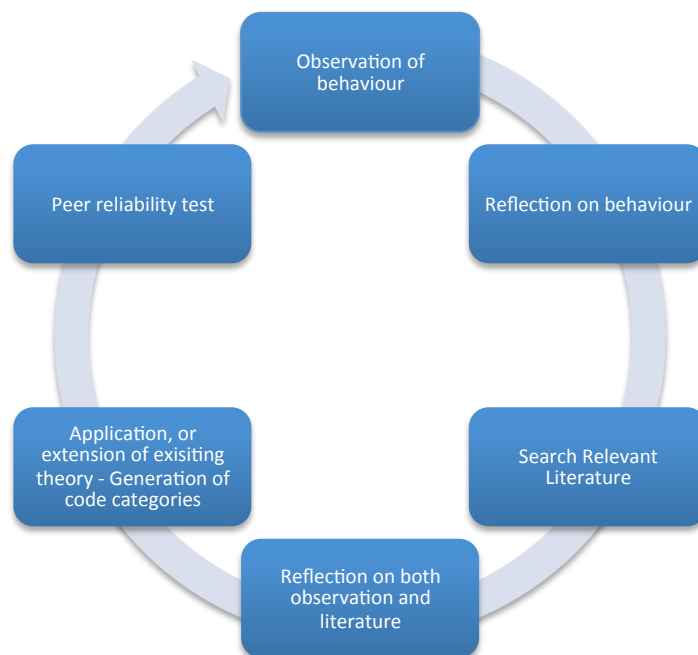 Observation of
behaviour
Reflection on behaviour
Search Relevant
Literature
Reflection on both
observation and
literature
Application, or
extension of exisiting
theory - Generation of
code categories
Peer reliability test